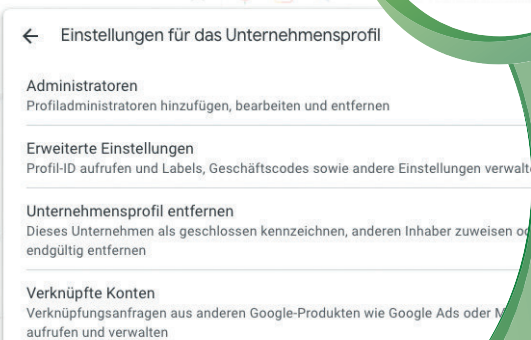 Einstellungen für das Unternehmensprofil
Administratoren
Profiladministratoren hinzufügen, bearbeiten und entfernen
Erweiterte Einstellungen
Profil-ID aufrufen und Labels, Geschäftscodes sowie andere Einstellungen
Unternehmensprofil entfernen
Dieses Unternehmen als geschlossen kennzeichnen, anderen Inhaber zuweisen
endgültig entfernen
Verknüpfte Konten
Verknüpfungsanfragen aus anderen Google-Produkten wie Google Ads oder
aufrufen und verwalten